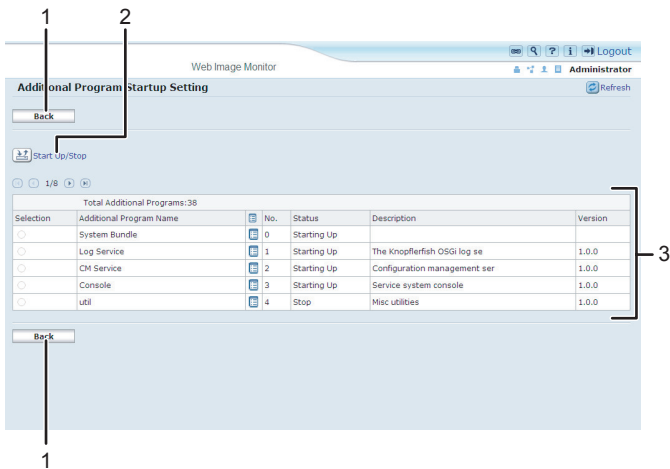 1 2
Logout
Web Image Monitor
Administrator
Additional Program Startup Setting
Refresh
Back
Start Up/Stop
1/8
Total Additional Programs:38
Selection Additional Program Name No. Status Description Version
System Bundle 0 Starting Up
Log Service 1 Starting Up The Knopflerfish OSGi log se 1.0.0
CM Service 2 Starting Up Configuration management ser 1.0.0
Console 3 Starting Up Service system console 1.0.0
util 4 Stop Misc utilities 1.0.0
3
Back
1